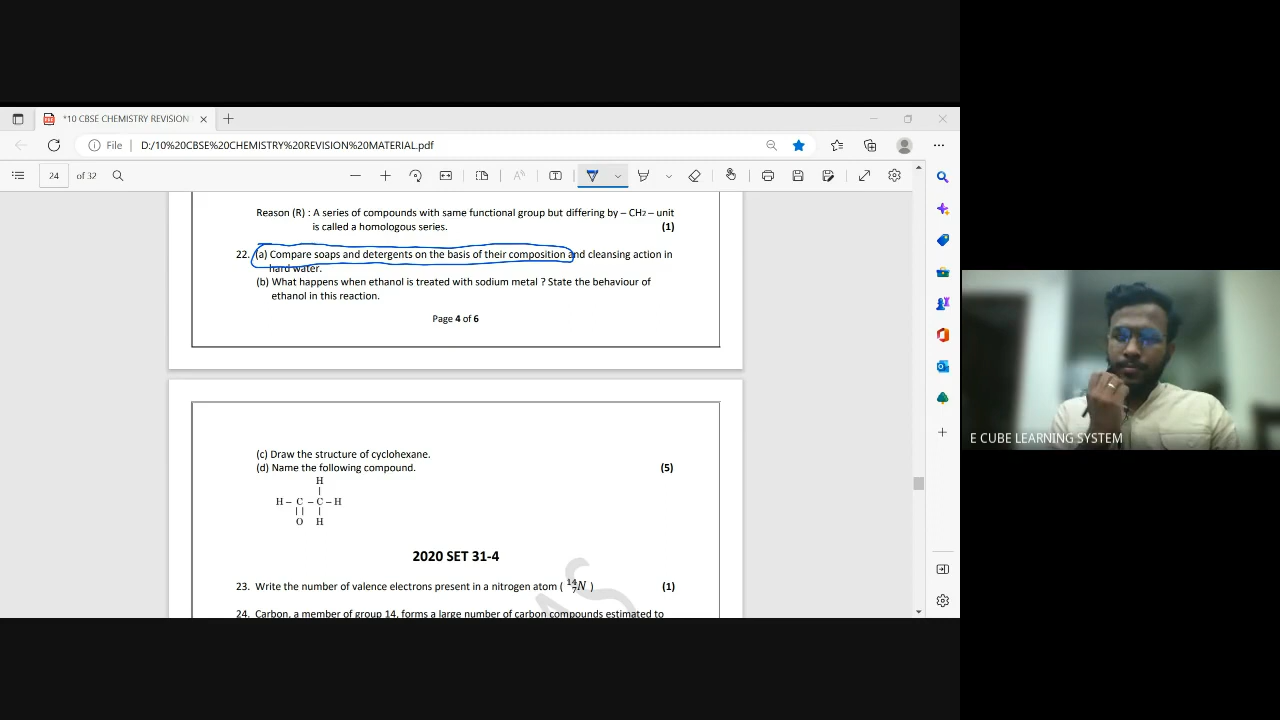 *10 CBSE CHEMISTRY REVISION
File
D:/10%20CBSE%20CHEMISTRY%20REVISION%20MATERIAL.pdf
24 of 32
Reason (R) : A series of compounds with same functional group but differing by – CH2 – unit
is called a homologous series. (1)
22. (a) Compare soaps and detergents on the basis of their composition and cleansing action in
hard water.
(b) What happens when ethanol is treated with sodium metal ? State the behaviour of
ethanol in this reaction.
Page 4 of 6
(c) Draw the structure of cyclohexane.
(d) Name the following compound. (5)
H
H – C – C – H
O H
2020 SET 31-4
23. Write the number of valence electrons present in a nitrogen atom ( 14 7 N ) (1)
24. Carbon, a member of group 14, forms a large number of carbon compounds estimated to
E CUBE LEARNING SYSTEM